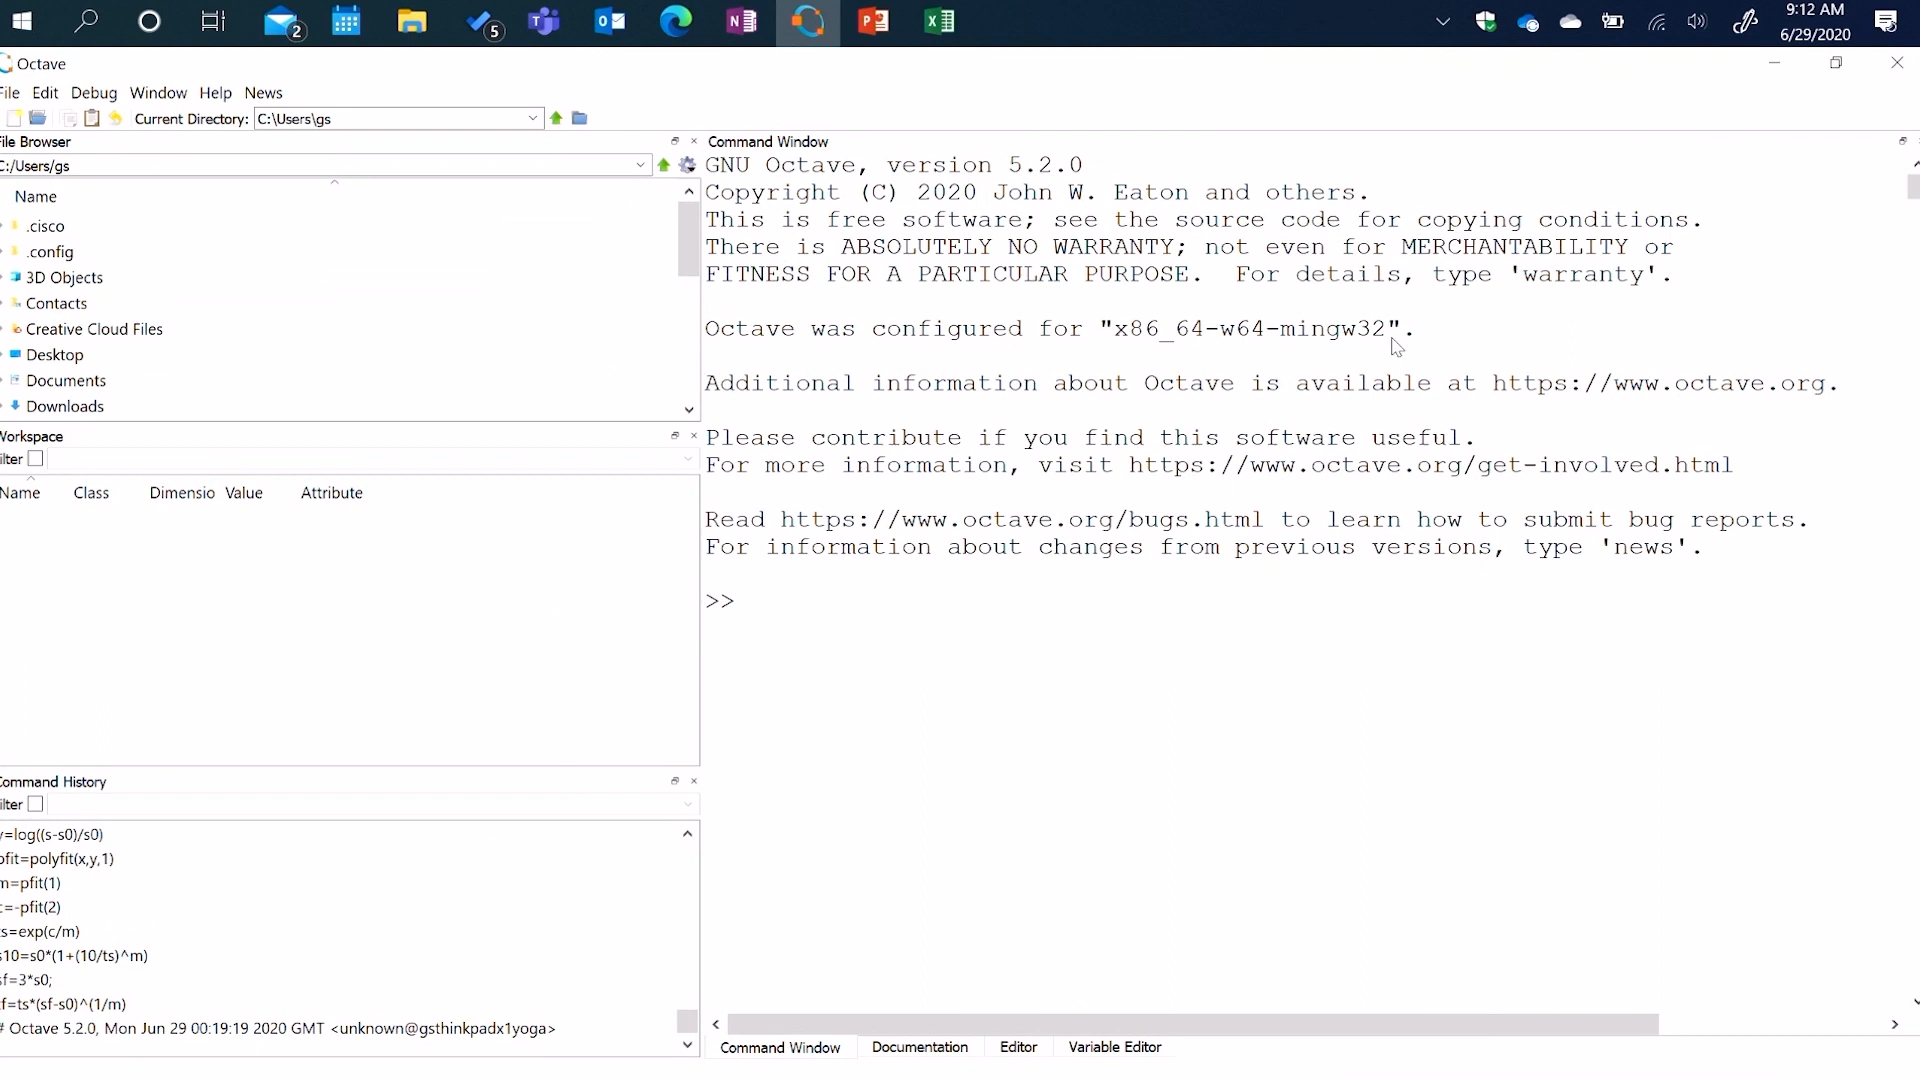 2
5
9:12 AM
6/29/2020
Octave
File Edit Debug Window Help News
Current Directory: C:\Users\gs
File Browser
C:/Users/gs
Name
.cisco
.config
3D Objects
Contacts
Creative Cloud Files
Desktop
Documents
Downloads
Workspace
ilter
Name Class Dimensio Value Attribute
Command History
ilter
y=log((s-s0)/s0)
pfit=polyfit(x,y,1)
m=pfit(1)
c=-pfit(2)
ts=exp(c/m)
s10=s0*(1+(10/ts)^m)
sf=3*s0;
tf=ts*(sf-s0)^(1/m)
# Octave 5.2.0, Mon Jun 29 00:19:19 2020 GMT <unknown@gsthinkpadx1yoga>
Command Window
GNU Octave, version 5.2.0
Copyright (C) 2020 John W. Eaton and others.
This is free software; see the source code for copying conditions.
There is ABSOLUTELY NO WARRANTY; not even for MERCHANTABILITY or
FITNESS FOR A PARTICULAR PURPOSE.  For details, type 'warranty'.
Octave was configured for "x86_64-w64-mingw32".
Additional information about Octave is available at https://www.octave.org.
Please contribute if you find this software useful.
For more information, visit https://www.octave.org/get-involved.html
Read https://www.octave.org/bugs.html to learn how to submit bug reports.
For information about changes from previous versions, type 'news'.
>>
Command Window Documentation Editor Variable Editor